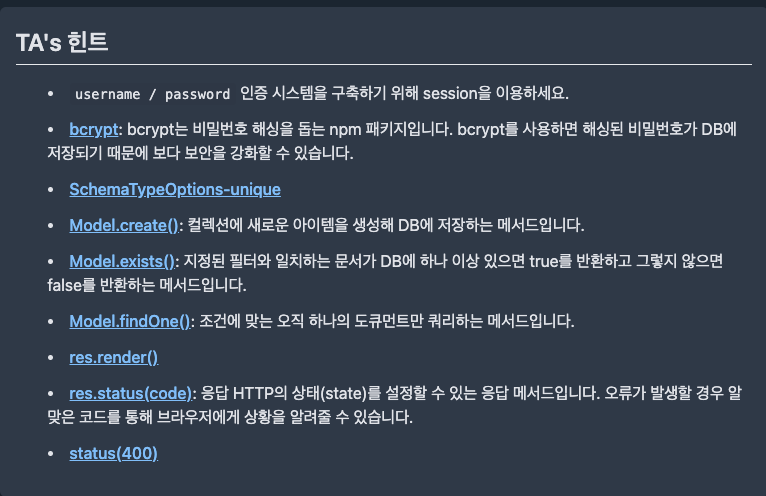 TA's 힌트
• username / password 인증 시스템을 구축하기 위해 session을 이용하세요.
• bcrypt: bcrypt는 비밀번호 해싱을 돕는 npm 패키지입니다. bcrypt를 사용하면 해싱된 비밀번호가 DB에
저장되기 때문에 보다 보안을 강화할 수 있습니다.
• SchemaTypeOptions-unique
• Model.create(): 컬렉션에 새로운 아이템을 생성해 DB에 저장하는 메서드입니다.
• Model.exists(): 지정된 필터와 일치하는 문서가 DB에 하나 이상 있으면 true를 반환하고 그렇지 않으면
false를 반환하는 메서드입니다.
• Model.findOne(): 조건에 맞는 오직 하나의 도큐먼트만 쿼리하는 메서드입니다.
• res.render()
• res.status(code): 응답 HTTP의 상태(state)를 설정할 수 있는 응답 메서드입니다. 오류가 발생할 경우 알
맞은 코드를 통해 브라우저에게 상황을 알려줄 수 있습니다.
• status(400)